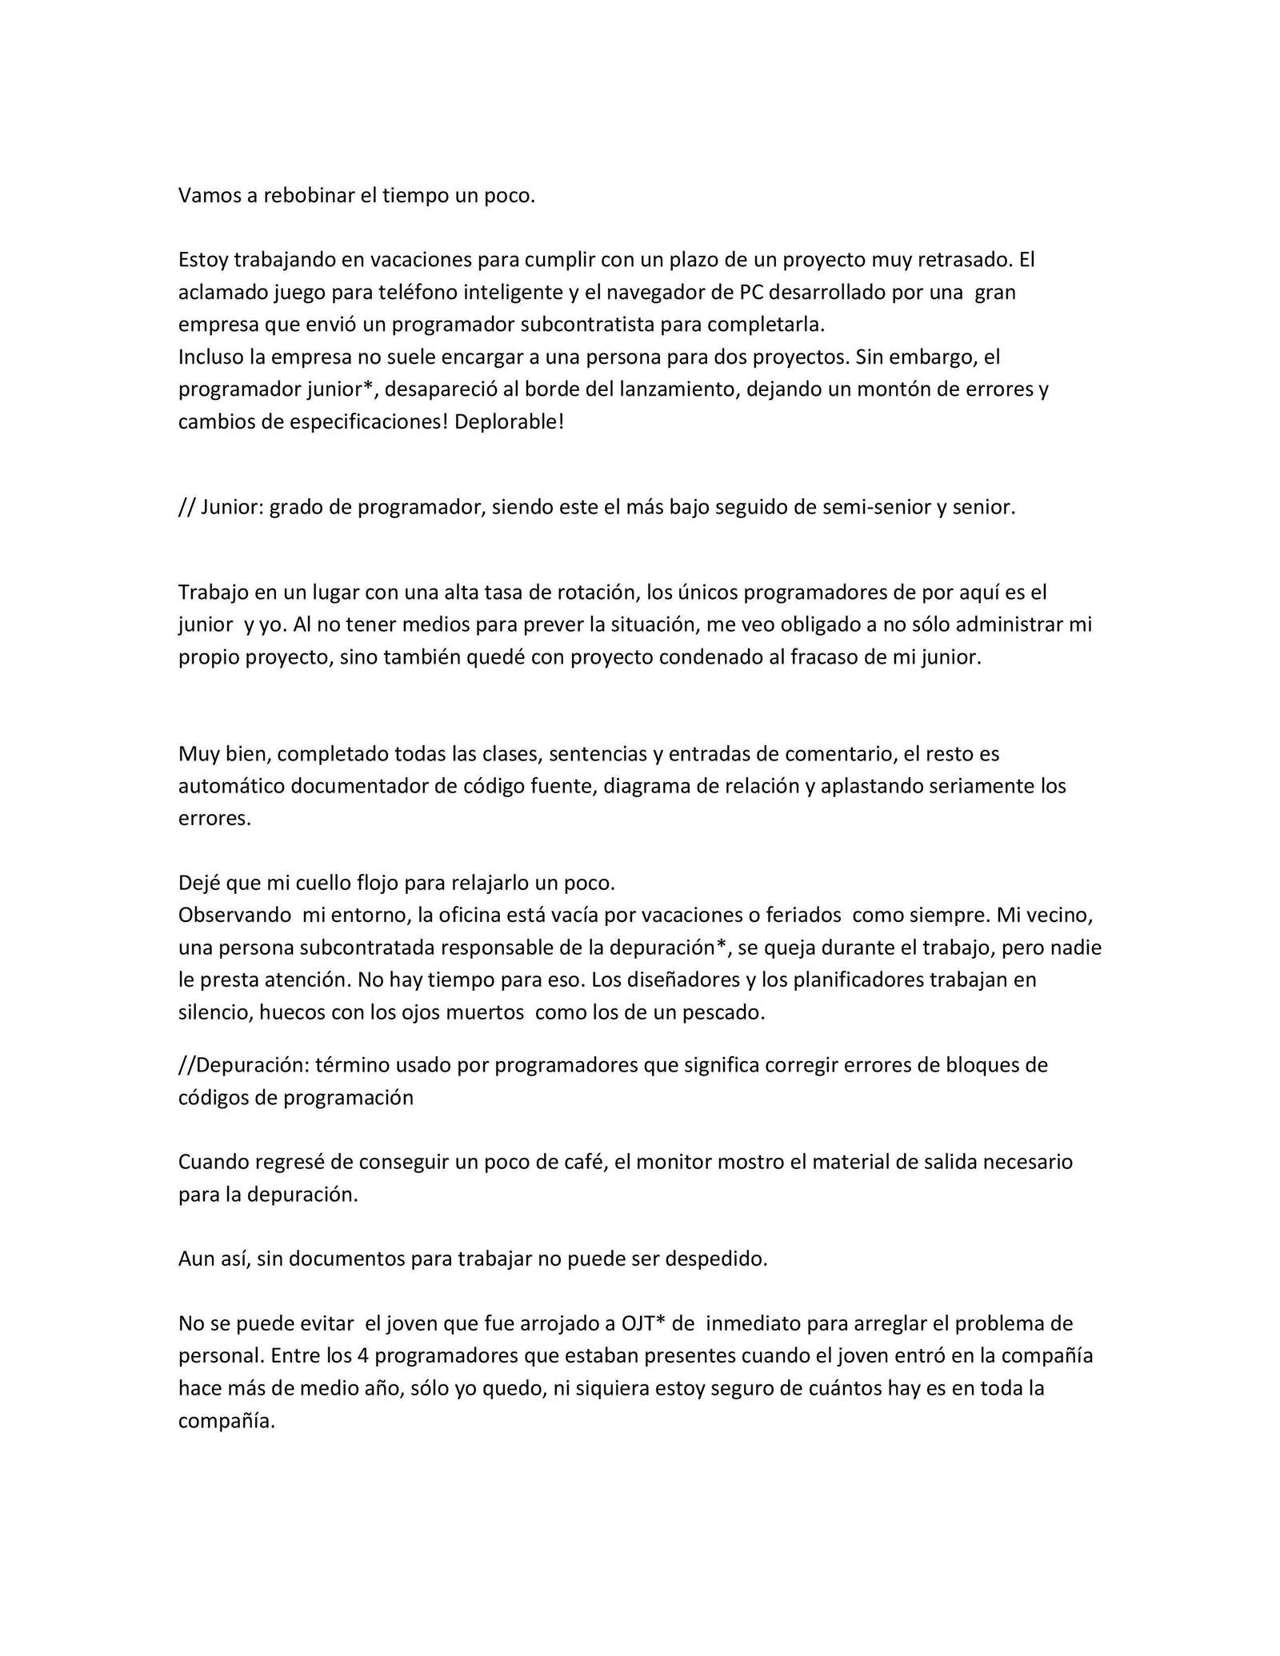 Vamos a rebobinar el tiempo un poco.
Estoy trabajando en vacaciones para cumplir con un plazo de un proyecto muy retrasado. El
aclamado juego para teléfono inteligente y el navegador de PC desarrollado por una  gran
empresa que envió un programador subcontratista para completarla.
Incluso la empresa no suele encargar a una persona para dos proyectos. Sin embargo, el
programador junior*, desapareció al borde del lanzamiento, dejando un montón de errores y
cambios de especificaciones! Deplorable!
// Junior: grado de programador, siendo este el más bajo seguido de semi-senior y senior.
Trabajo en un lugar con una alta tasa de rotación, los únicos programadores de por aquí es el
junior  y yo. Al no tener medios para prever la situación, me veo obligado a no sólo administrar mi
propio proyecto, sino también quedé con proyecto condenado al fracaso de mi junior.
Muy bien, completado todas las clases, sentencias y entradas de comentario, el resto es
automático documentador de código fuente, diagrama de relación y aplastando seriamente los
errores.
Dejé que mi cuello flojo para relajarlo un poco.
Observando  mi entorno, la oficina está vacía por vacaciones o feriados  como siempre. Mi vecino,
una persona subcontratada responsable de la depuración*, se queja durante el trabajo, pero nadie
le presta atención. No hay tiempo para eso. Los diseñadores y los planificadores trabajan en
silencio, huecos con los ojos muertos  como los de un pescado.
//Depuración: término usado por programadores que significa corregir errores de bloques de
códigos de programación
Cuando regresé de conseguir un poco de café, el monitor mostro el material de salida necesario
para la depuración.
Aun así, sin documentos para trabajar no puede ser despedido.
No se puede evitar  el joven que fue arrojado a OJT* de  inmediato para arreglar el problema de
personal. Entre los 4 programadores que estaban presentes cuando el joven entró en la compañía
hace más de medio año, sólo yo quedo, ni siquiera estoy seguro de cuántos hay es en toda la
compañía.